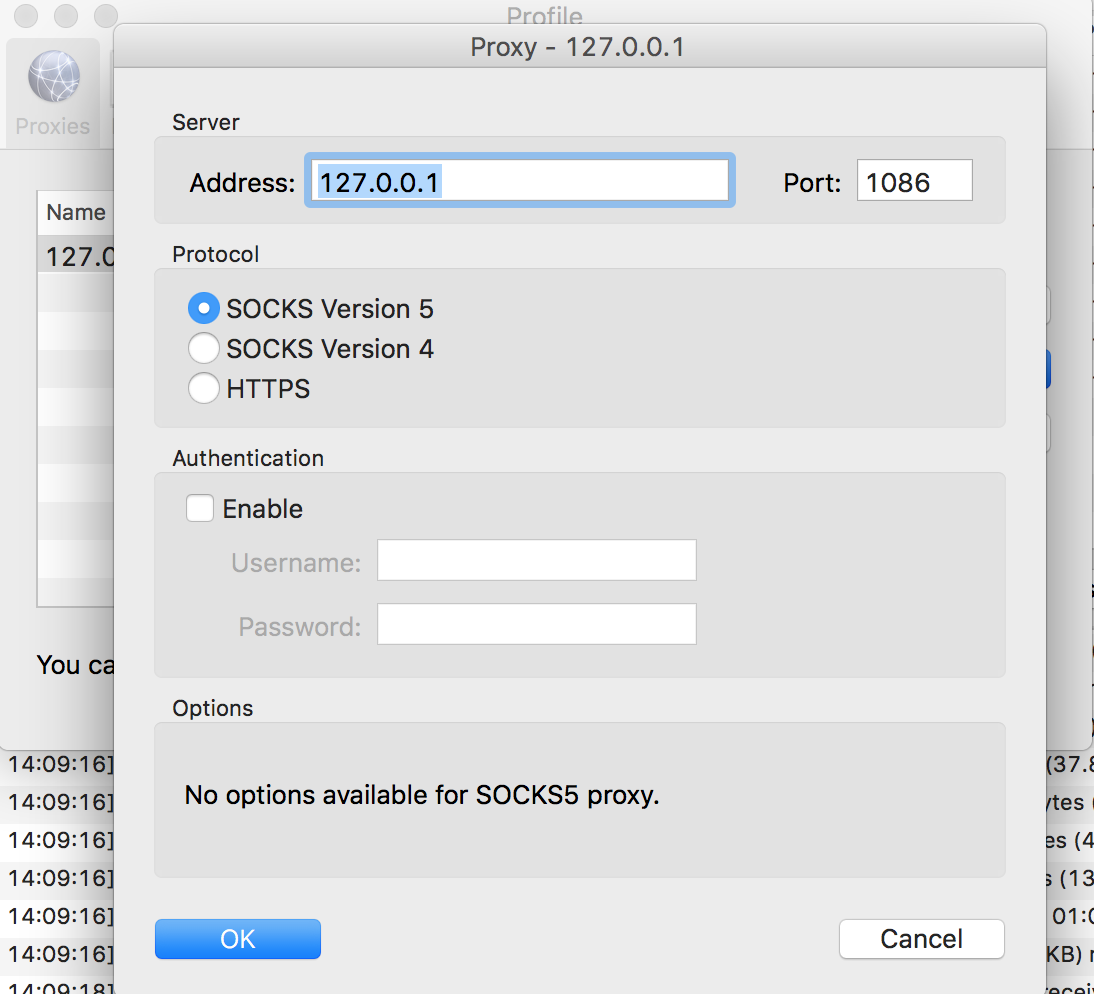 Profile
Proxy - 127.0.0.1
Proxies
Server
Address: 127.0.0.1 Port: 1086
Name
Protocol
127.0
SOCKS Version 5
SOCKS Version 4
HTTPS
Authentication
Enable
Username:
Password:
You ca
Options
No options available for SOCKS5 proxy.
14:09:16] (37.8
14:09:16] ytes (
14:09:16] es (4
14:09:16] s (13
14:09:16] 01:0
14:09:16] KB) r
14:09:18] receiv
OK Cancel